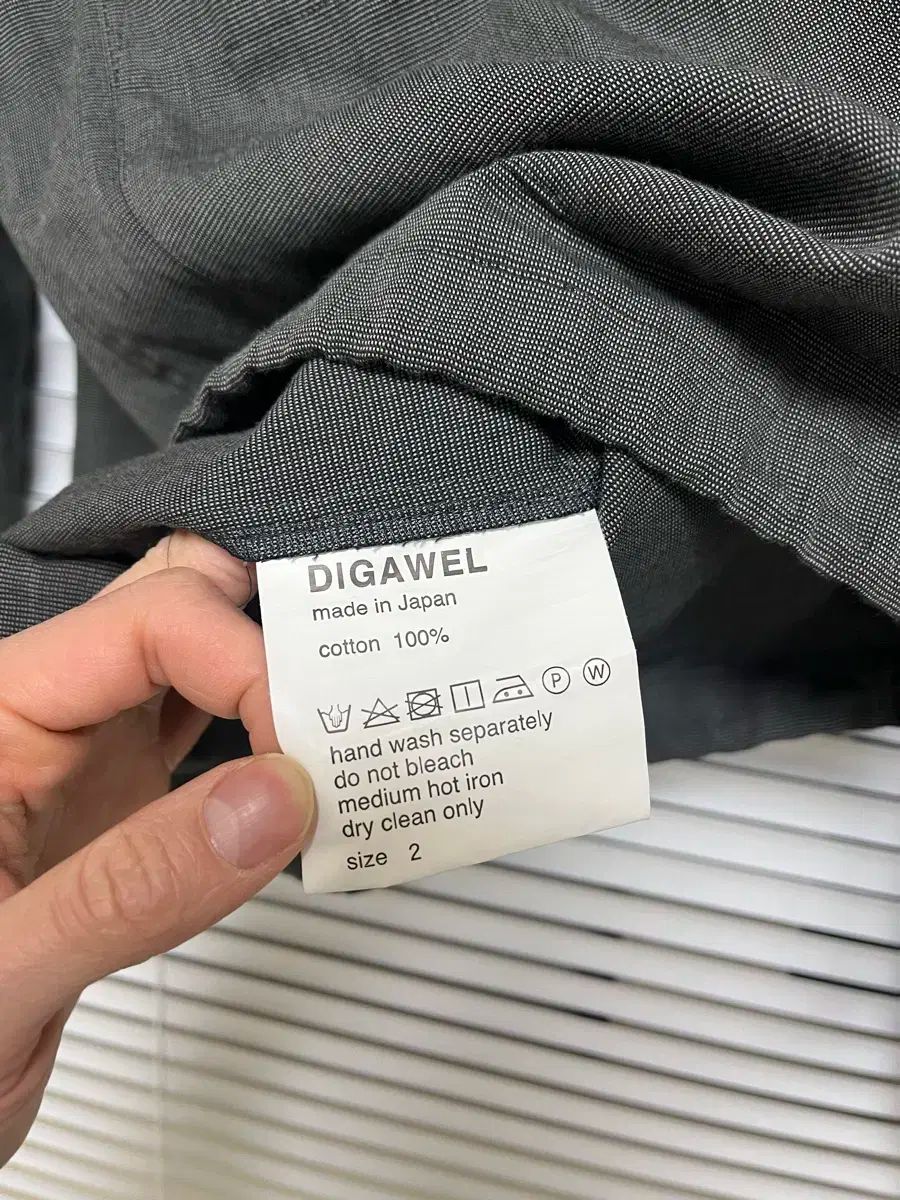 DIGAWEL
made in Japan
cotton 100%
P W
hand wash separately
do not bleach
medium hot iron
dry clean only
size 2